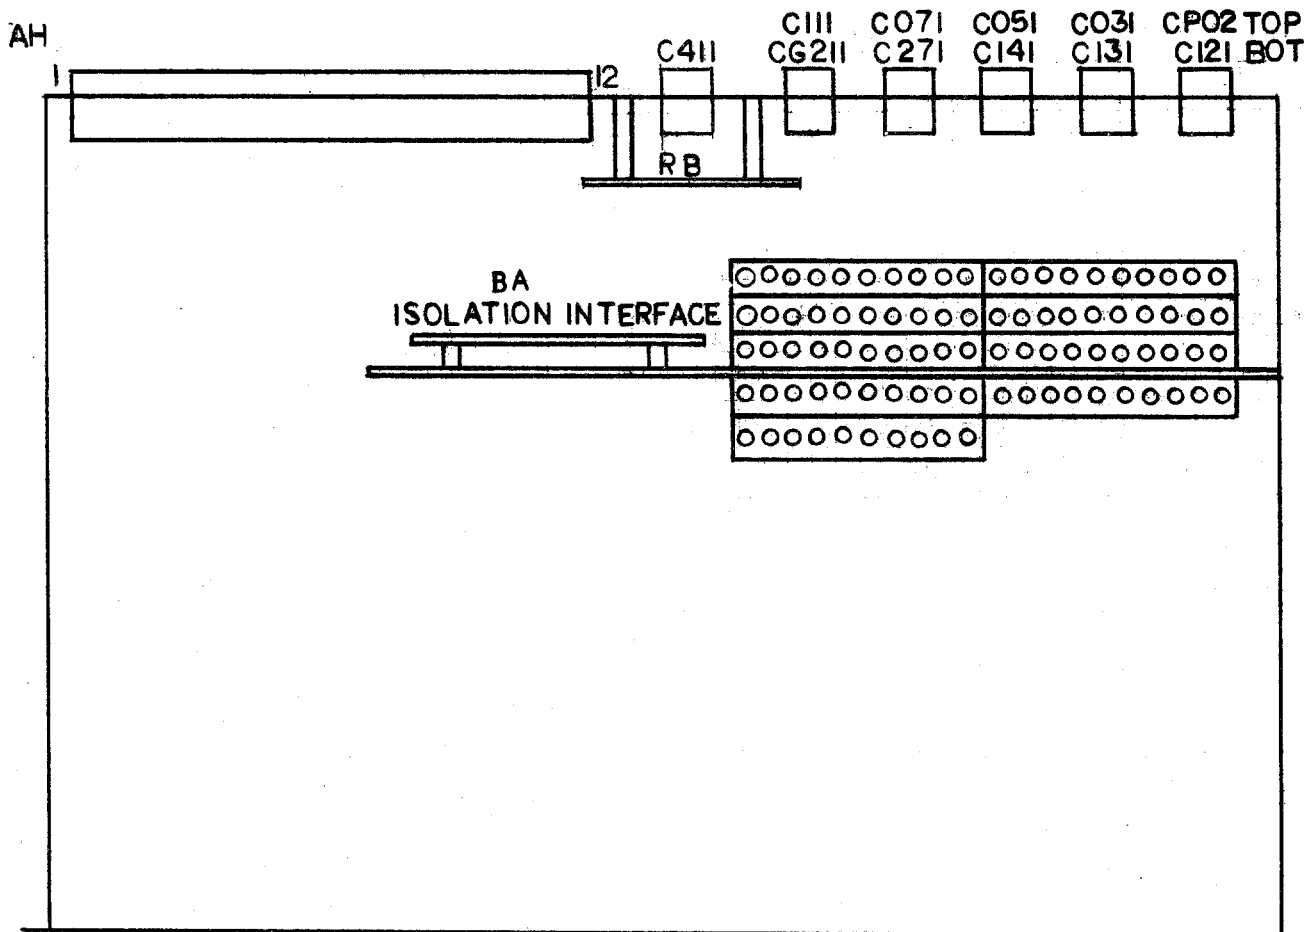 AH
C111 C071 C051 C031 CP02 TOP
C411 CG211 C271 C141 C131 C121 BOT
1 12
RB
BA
ISOLATION INTERFACE